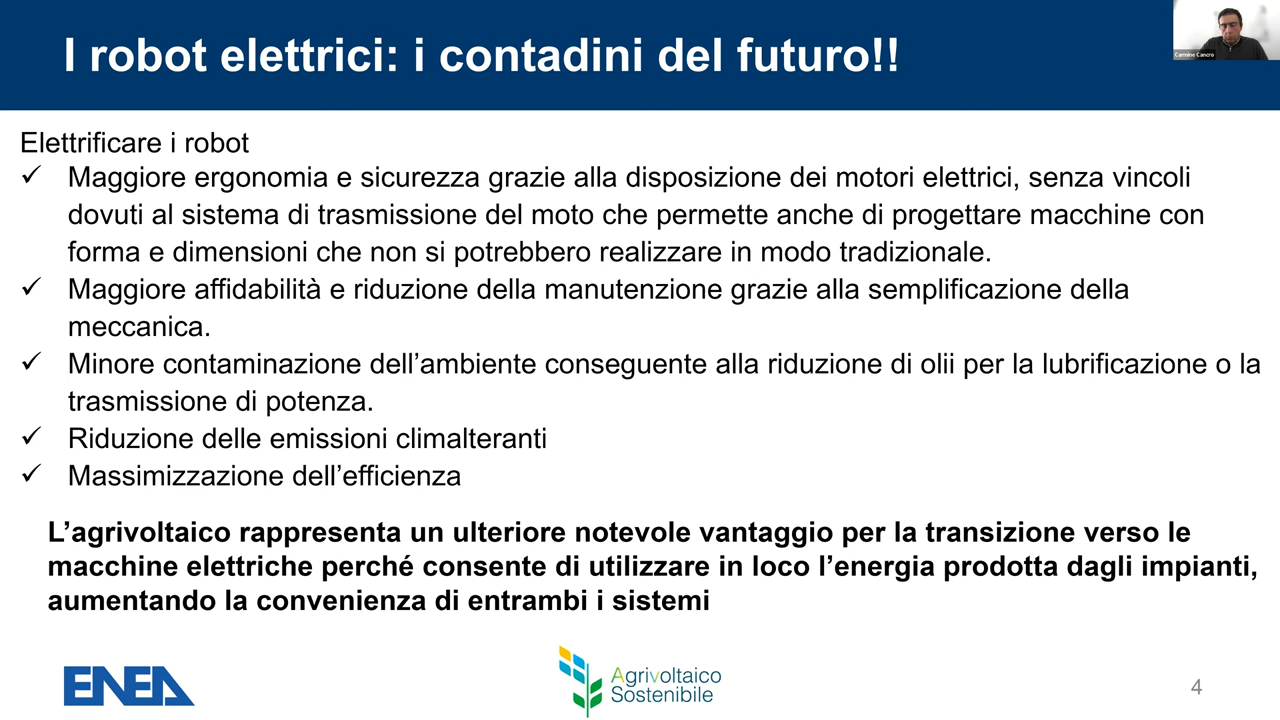 I robot elettrici: i contadini del futuro!!
Carmine Cancro
Elettrificare i robot
✓ Maggiore ergonomia e sicurezza grazie alla disposizione dei motori elettrici, senza vincoli
dovuti al sistema di trasmissione del moto che permette anche di progettare macchine con
forma e dimensioni che non si potrebbero realizzare in modo tradizionale.
✓ Maggiore affidabilità e riduzione della manutenzione grazie alla semplificazione della
meccanica.
✓ Minore contaminazione dell’ambiente conseguente alla riduzione di olii per la lubrificazione o la
trasmissione di potenza.
✓ Riduzione delle emissioni climalteranti
✓ Massimizzazione dell’efficienza
L’agrivoltaico rappresenta un ulteriore notevole vantaggio per la transizione verso le
macchine elettriche perché consente di utilizzare in loco l’energia prodotta dagli impianti,
aumentando la convenienza di entrambi i sistemi
ENEA
Agrivoltaico
Sostenibile
4